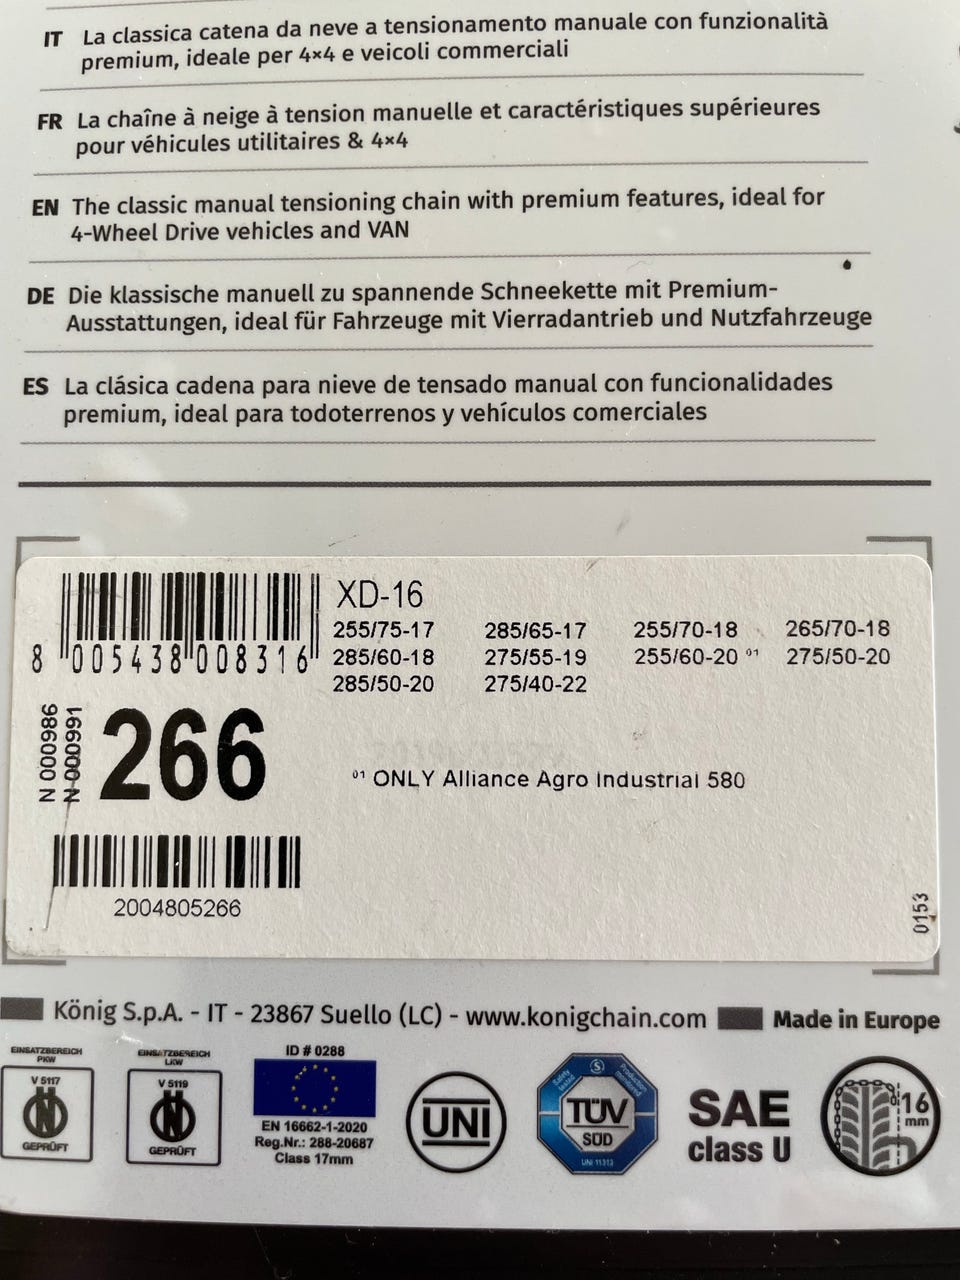 IT La classica catena da neve a tensionamento manuale con funzionalità
premium, ideale per 4×4 e veicoli commerciali
FR La chaîne à neige à tension manuelle et caractéristiques supérieures
pour véhicules utilitaires & 4×4
EN The classic manual tensioning chain with premium features, ideal for
4-Wheel Drive vehicles and VAN
DE Die klassische manuell zu spannende Schneekette mit Premium-
Ausstattungen, ideal für Fahrzeuge mit Vierradantrieb und Nutzfahrzeuge
ES La clásica cadena para nieve de tensado manual con funcionalidades
premium, ideal para todoterrenos y vehículos comerciales
XD-16
255/75-17 285/65-17 255/70-18 265/70-18
285/60-18 275/55-19 255/60-20 01 275/50-20
285/50-20 275/40-22
8 005438 008316
N 000986
N 000991
266
01 ONLY Alliance Agro Industrial 580
2004805266
0153
König S.p.A. - IT - 23867 Suello (LC) - www.konigchain.com Made in Europe
EINSATZBEREICH
PKW
V 5117
GEPRÜFT
EINSATZBEREICH
LKW
V 5119
GEPRÜFT
ID # 0288
EN 16662-1-2020
Reg.Nr.: 288-20687
Class 17mm
UNI
Safety tested
Production monitored
TÜV
SÜD
UNI 11313
SAE
class U
16
mm